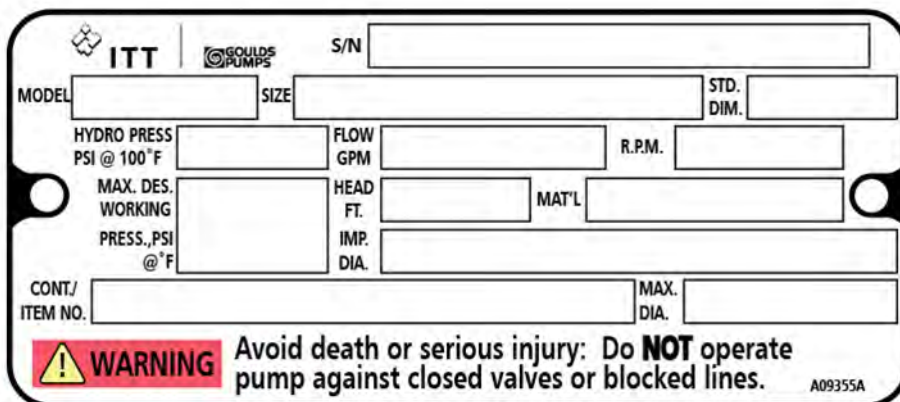 ITT GOULDS PUMPS S/N
MODEL SIZE STD. DIM.
HYDRO PRESS PSI @ 100°F FLOW GPM R.P.M.
MAX. DES. WORKING HEAD FT. MAT'L
PRESS.,PSI @°F IMP. DIA.
CONT./ ITEM NO. MAX. DIA.
WARNING Avoid death or serious injury: Do NOT operate
pump against closed valves or blocked lines. A09355A